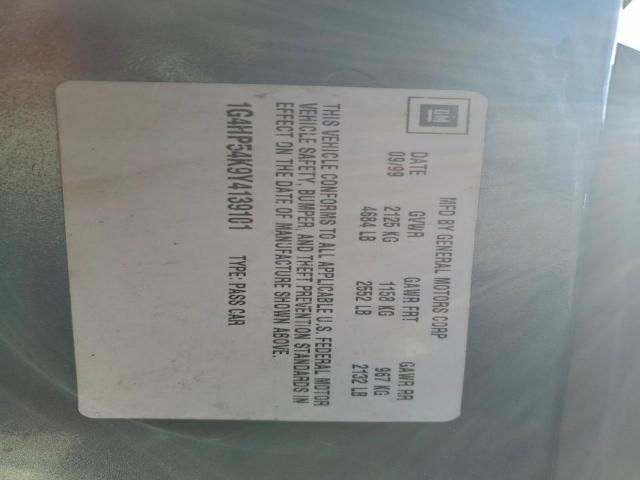 GM
MFD BY GENERAL MOTORS CORP
DATE GVWR GAWR FRT GAWR RR
09/99 2125 KG 1158 KG 967 KG
4684 LB 2552 LB 2132 LB
THIS VEHICLE CONFORMS TO ALL APPLICABLE U.S. FEDERAL MOTOR
VEHICLE SAFETY, BUMPER, AND THEFT PREVENTION STANDARDS IN
EFFECT ON THE DATE OF MANUFACTURE SHOWN ABOVE.
1G4HP54K9Y4139101 TYPE: PASS CAR